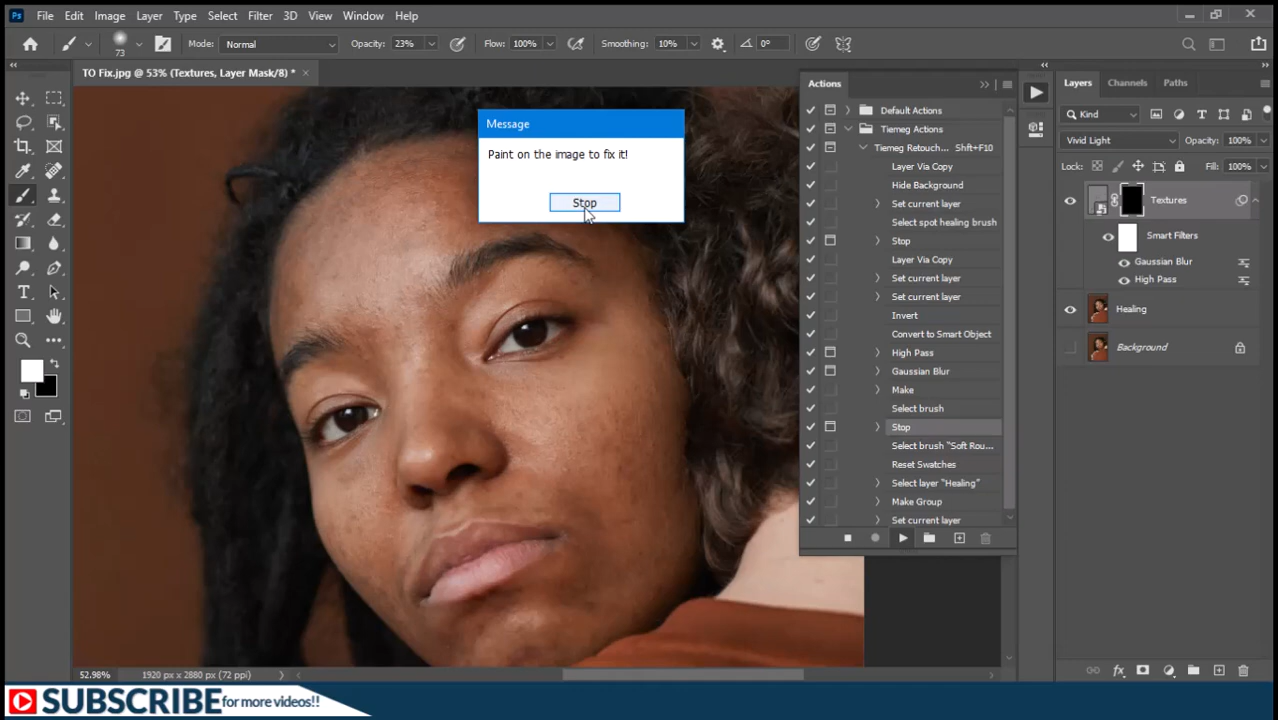 Ps File Edit Image Layer Type Select Filter 3D View Window Help
73 Mode: Normal Opacity: 23% Flow: 100% Smoothing: 10% 0°
TO Fix.jpg @ 53% (Textures, Layer Mask/8) *
Message
Paint on the image to fix it!
Stop
Actions
Default Actions
Tiemeg Actions
Tiemeg Retouch... Shft+F10
Layer Via Copy
Hide Background
Set current layer
Select spot healing brush
Stop
Layer Via Copy
Set current layer
Set current layer
Invert
Convert to Smart Object
High Pass
Gaussian Blur
Make
Select brush
Stop
Select brush “Soft Rou...
Reset Swatches
Select layer “Healing”
Make Group
Set current layer
Layers Channels Paths
Kind
Vivid Light Opacity: 100%
Lock: Fill: 100%
Textures
Smart Filters
Gaussian Blur
High Pass
Healing
Background
fx
52.98% 1920 px x 2880 px (72 ppi)
SUBSCRIBE for more videos!!